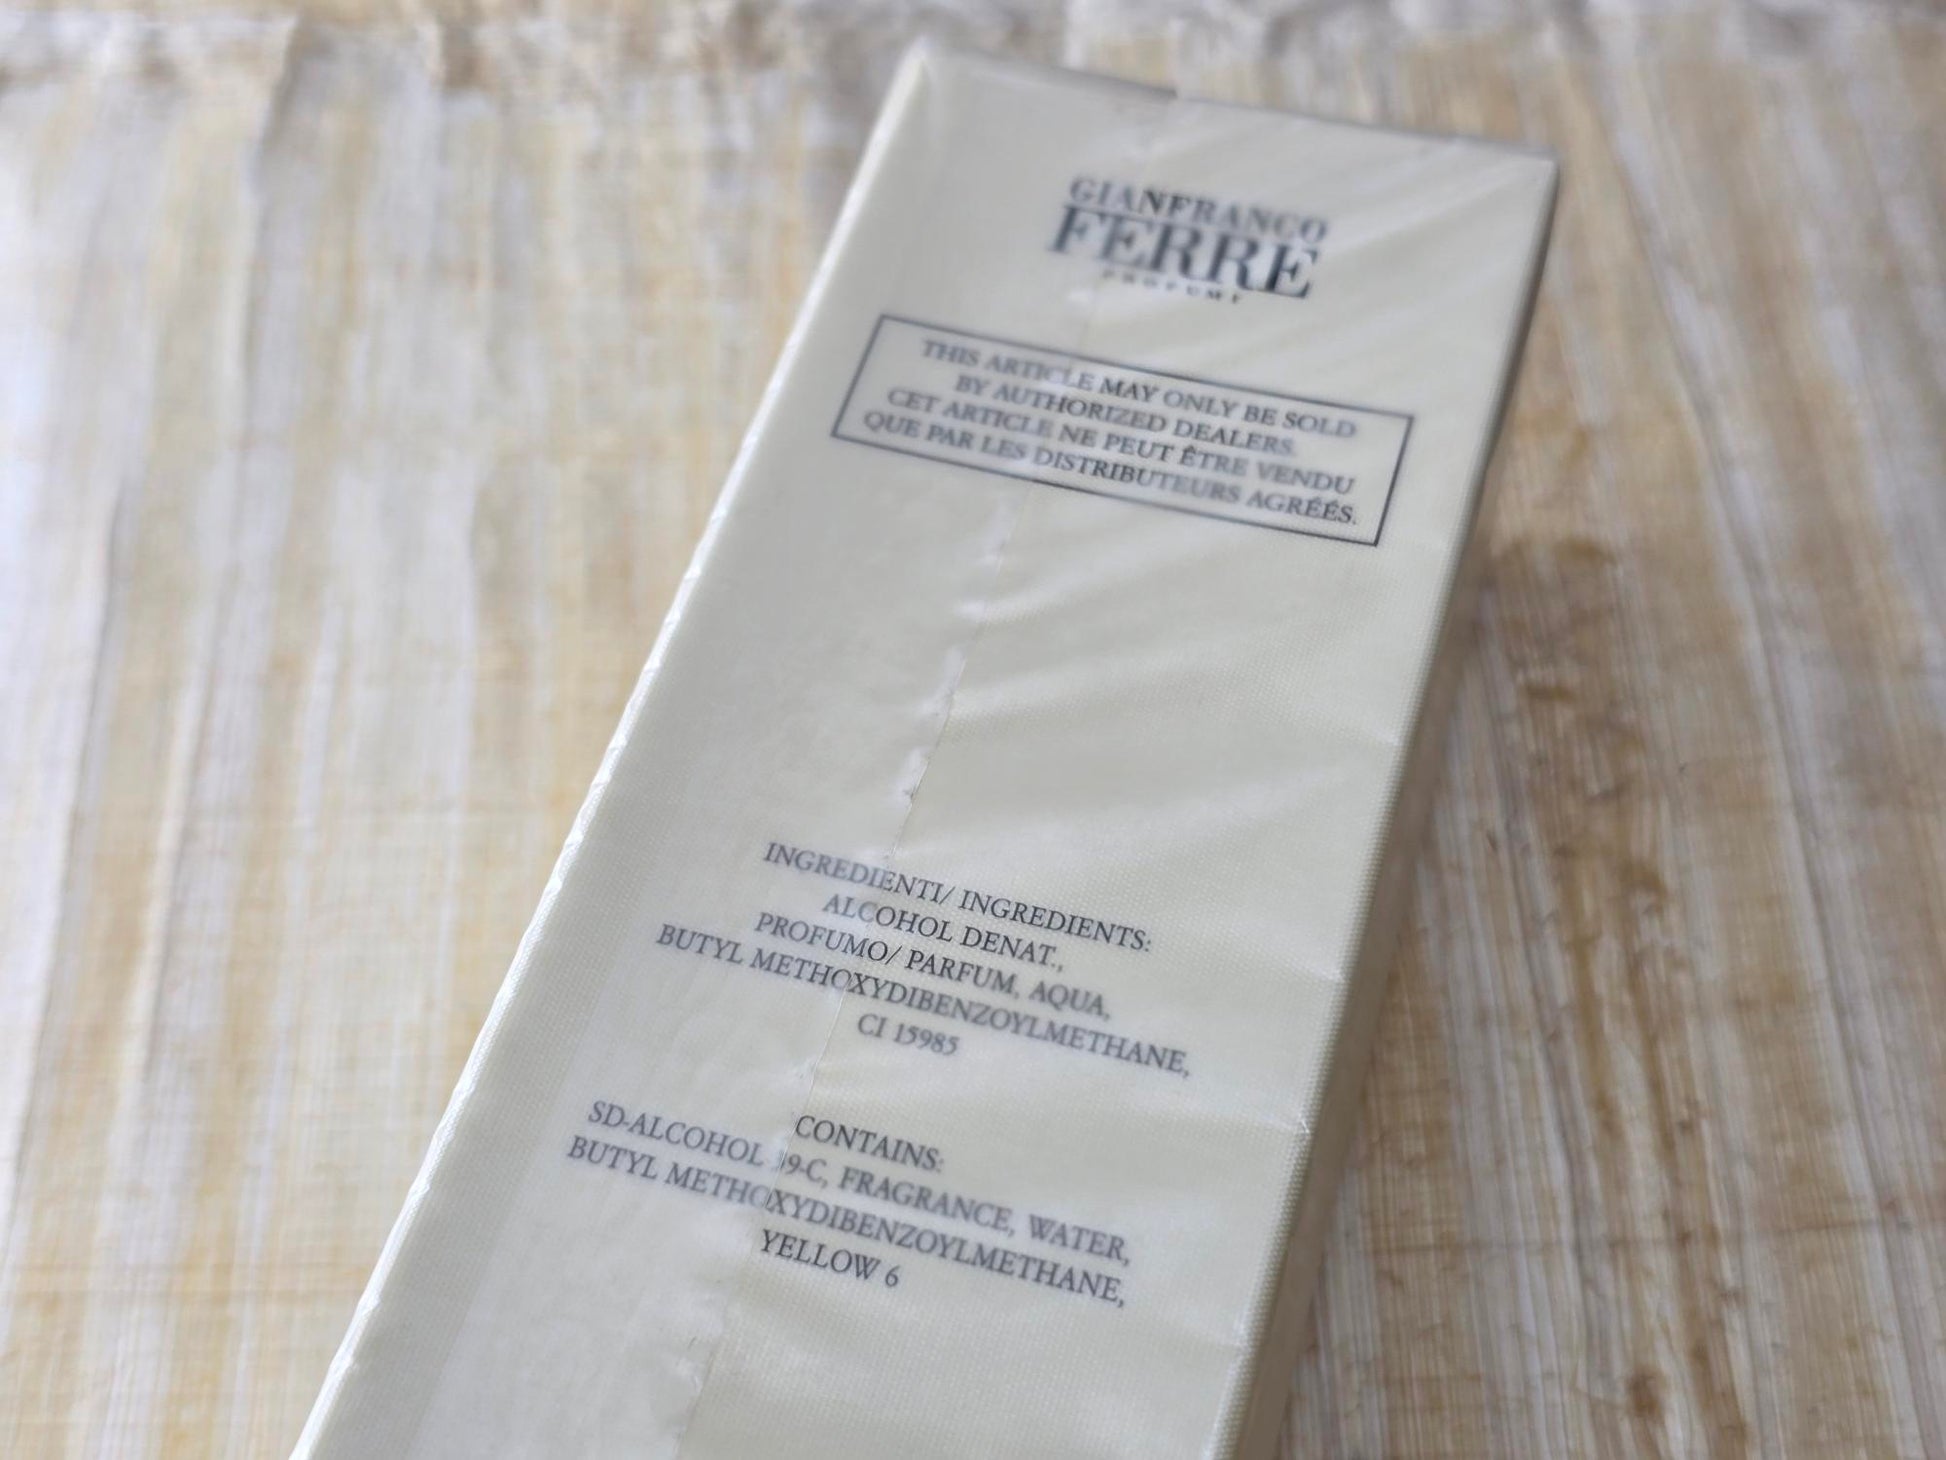 GIANFRANCO
FERRE
PROFUMI
THIS ARTICLE MAY ONLY BE SOLD
BY AUTHORIZED DEALERS.
CET ARTICLE NE PEUT ÊTRE VENDU
QUE PAR LES DISTRIBUTEURS AGRÉÉS.
INGREDIENTI/ INGREDIENTS:
ALCOHOL DENAT.,
PROFUMO/ PARFUM, AQUA,
BUTYL METHOXYDIBENZOYLMETHANE,
CI 15985
CONTAINS:
SD-ALCOHOL 39-C, FRAGRANCE, WATER,
BUTYL METHOXYDIBENZOYLMETHANE,
YELLOW 6